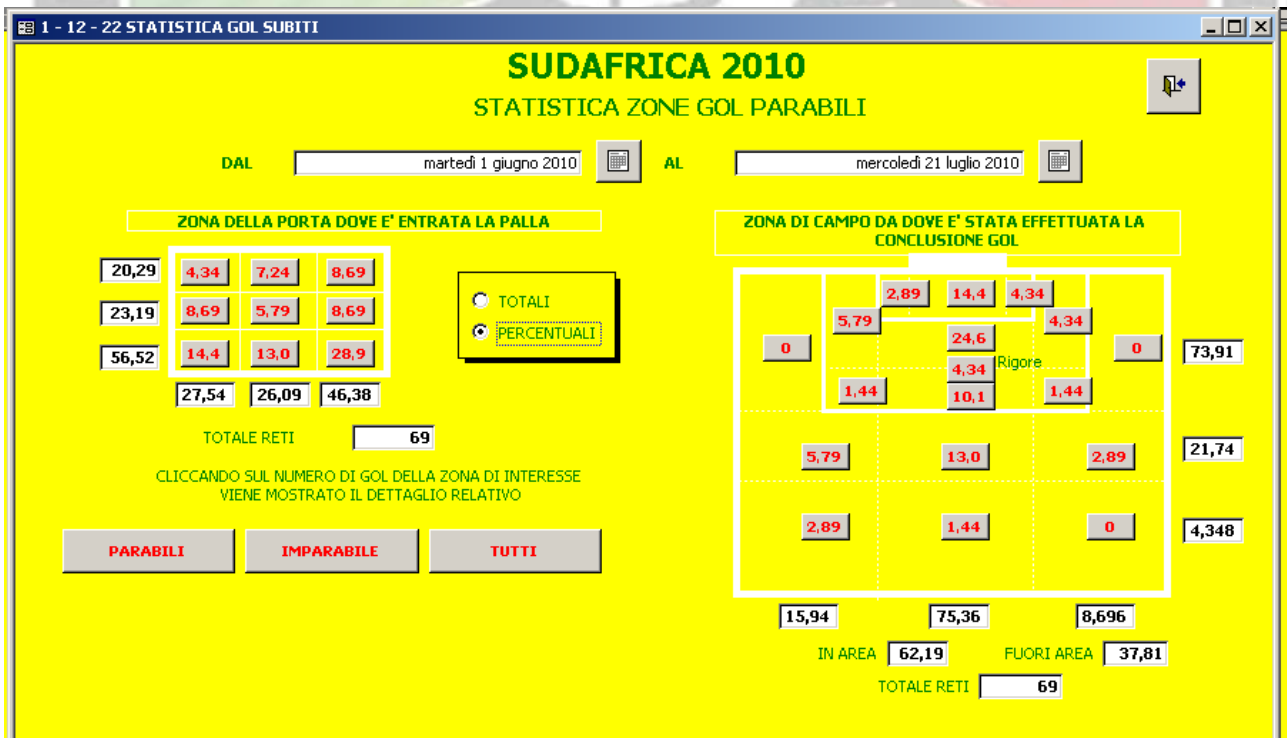 1 - 12 - 22 STATISTICA GOL SUBITI
SUDAFRICA 2010
STATISTICA ZONE GOL PARABILI
DAL martedì 1 giugno 2010 AL mercoledì 21 luglio 2010
ZONA DELLA PORTA DOVE E' ENTRATA LA PALLA
20,29 4,34 7,24 8,69
23,19 8,69 5,79 8,69
56,52 14,4 13,0 28,9
27,54 26,09 46,38
TOTALI
PERCENTUALI
TOTALE RETI 69
CLICCANDO SUL NUMERO DI GOL DELLA ZONA DI INTERESSE
VIENE MOSTRATO IL DETTAGLIO RELATIVO
PARABILI IMPARABILE TUTTI
ZONA DI CAMPO DA DOVE E' STATA EFFETTUATA LA
CONCLUSIONE GOL
2,89 14,4 4,34
5,79 4,34
24,6
0 0 73,91
4,34 Rigore
1,44 10,1 1,44
5,79 13,0 2,89 21,74
2,89 1,44 0 4,348
15,94 75,36 8,696
IN AREA 62,19 FUORI AREA 37,81
TOTALE RETI 69